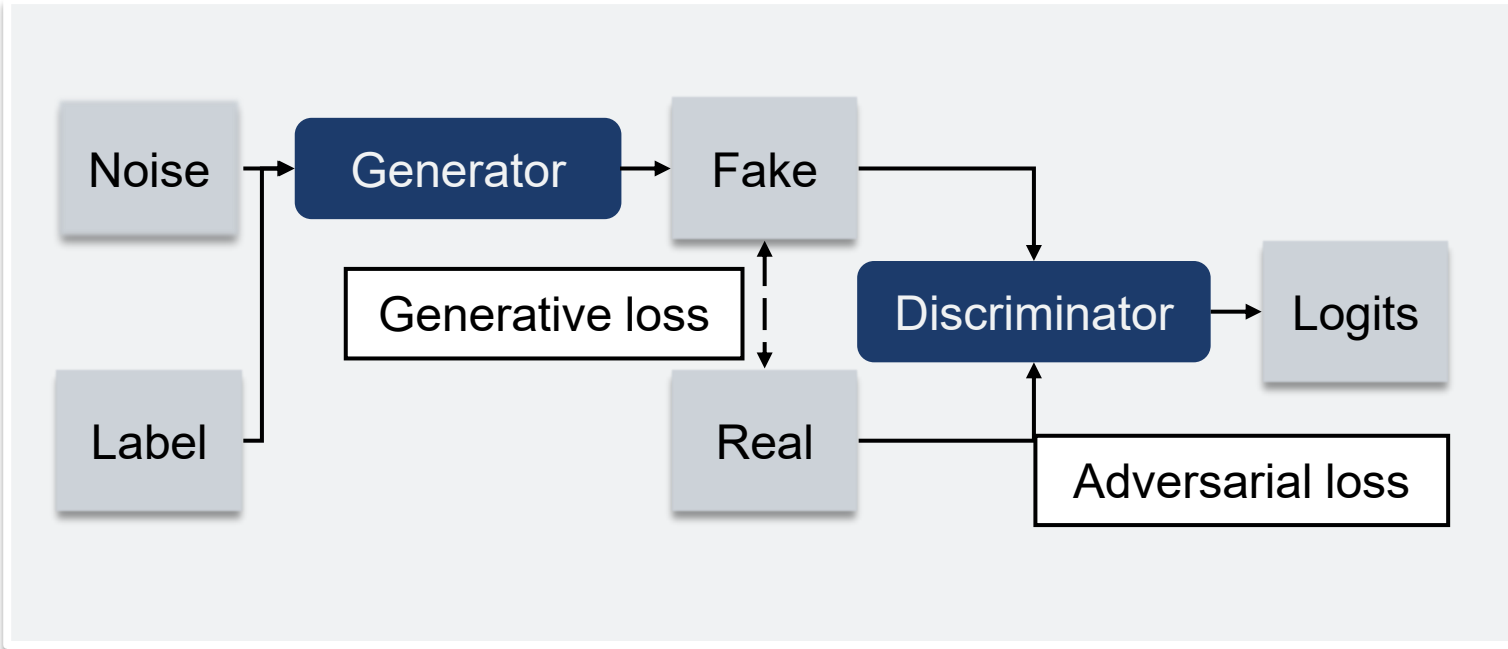 Noise
Generator
Fake
Generative loss
Discriminator
Logits
Label
Real
Adversarial loss